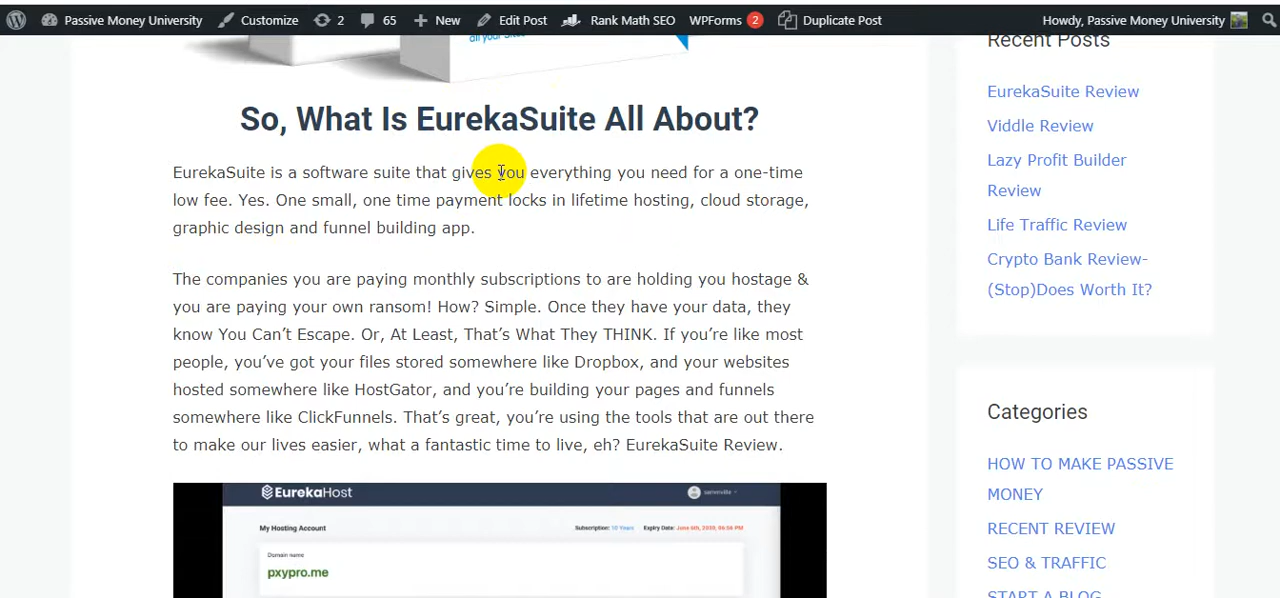 Passive Money University Customize 2 65 New Edit Post Rank Math SEO WPForms 2 Duplicate Post Howdy, Passive Money University
all your Sites
So, What Is EurekaSuite All About?
EurekaSuite is a software suite that gives you everything you need for a one-time
low fee. Yes. One small, one time payment locks in lifetime hosting, cloud storage,
graphic design and funnel building app.
The companies you are paying monthly subscriptions to are holding you hostage &
you are paying your own ransom! How? Simple. Once they have your data, they
know You Can’t Escape. Or, At Least, That’s What They THINK. If you’re like most
people, you’ve got your files stored somewhere like Dropbox, and your websites
hosted somewhere like HostGator, and you’re building your pages and funnels
somewhere like ClickFunnels. That’s great, you’re using the tools that are out there
to make our lives easier, what a fantastic time to live, eh? EurekaSuite Review.
EurekaHost
My Hosting Account
Subscription: 10 Years Expiry Date:
Domain name
pxypro.me
Recent Posts
EurekaSuite Review
Viddle Review
Lazy Profit Builder
Review
Life Traffic Review
Crypto Bank Review-
(Stop)Does Worth It?
Categories
HOW TO MAKE PASSIVE
MONEY
RECENT REVIEW
SEO & TRAFFIC
START A BLOG